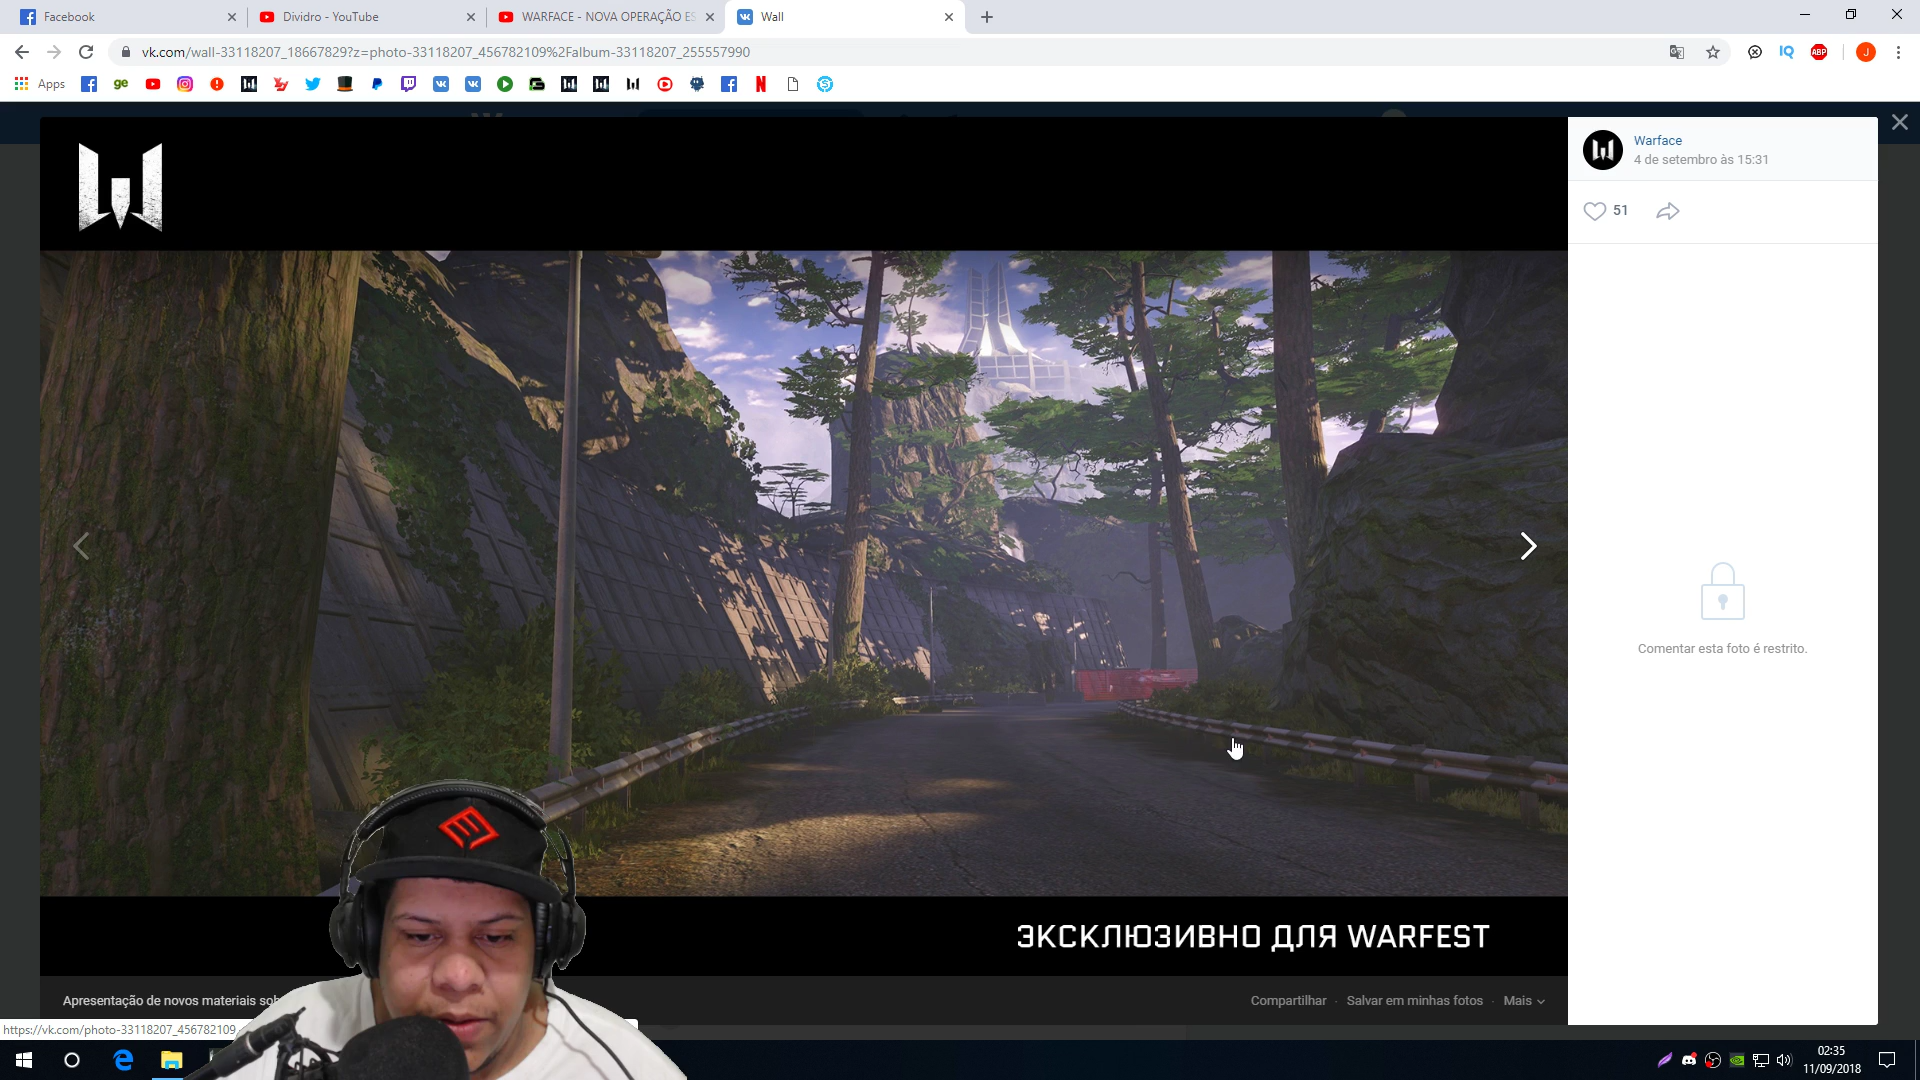 Facebook
Dividro - YouTube
WARFACE - NOVA OPERAÇÃO ES
Wall
vk.com/wall-33118207_18667829?z=photo-33118207_456782109%2Falbum-33118207_255557990
Apps
Warface
4 de setembro às 15:31
51
Comentar esta foto é restrito.
ЭКСКЛЮЗИВНО ДЛЯ WARFEST
Apresentação de novos materiais sob
Compartilhar · Salvar em minhas fotos · Mais
https://vk.com/photo-33118207_456782109
02:35
11/09/2018